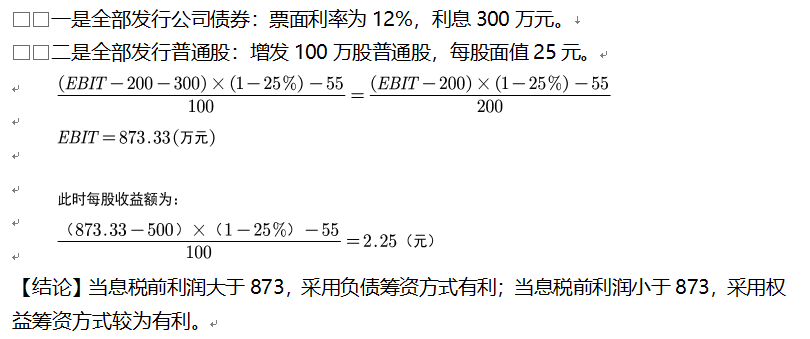 □□一是全部发行公司债券：票面利率为 12%，利息 300 万元。↓
□□二是全部发行普通股：增发 100 万股普通股，每股面值 25 元。↵
(EBIT－200－300)×(1－25%)－55 / 100 = (EBIT－200)×(1－25%)－55 / 200
EBIT=873.33(万元)
此时每股收益额为：
（873.33－500）×（1－25%）－55 / 100 =2.25（元）
【结论】当息税前利润大于 873，采用负债筹资方式有利；当息税前利润小于 873，采用权
益筹资方式较为有利。↵